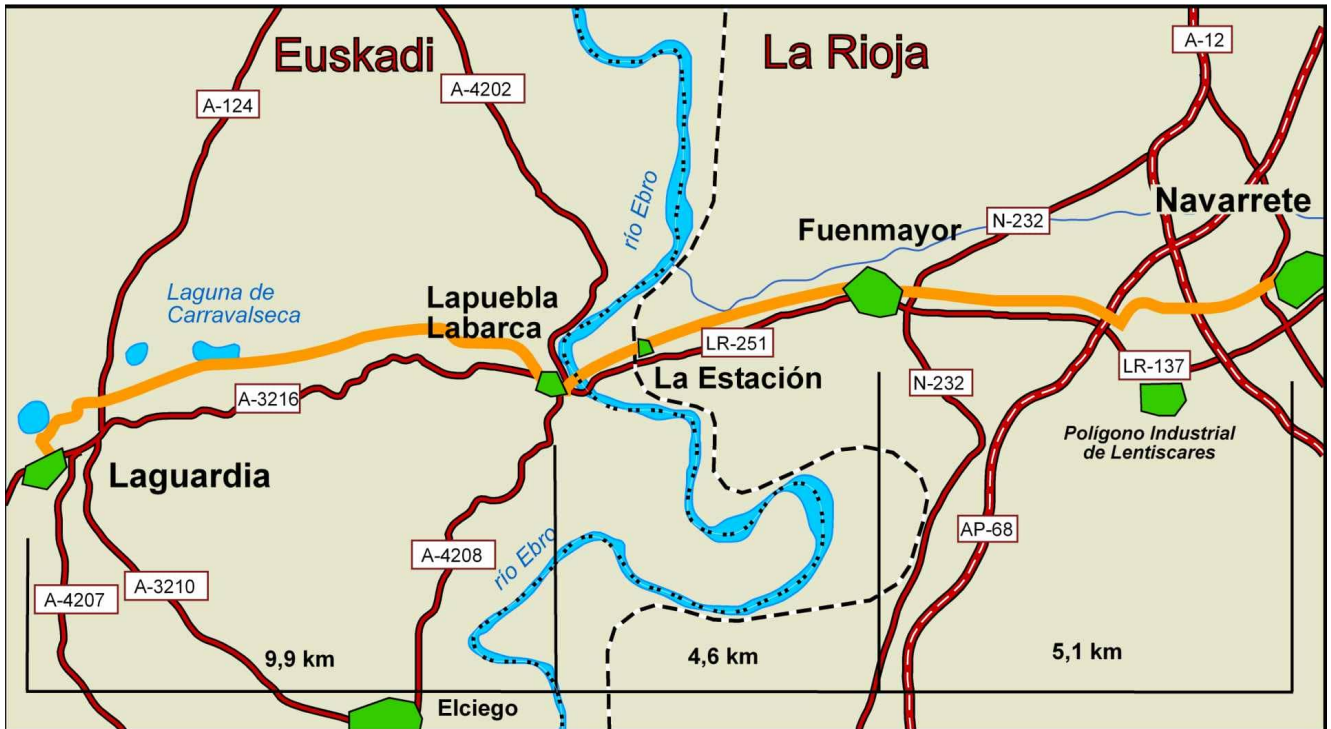 Euskadi
La Rioja
A-12
A-124
A-4202
río Ebro
Navarrete
N-232
Fuenmayor
Laguna de
Carravalseca
Lapuebla
Labarca
LR-251
La Estación
LR-137
N-232
A-3216
Polígono Industrial
de Lentiscares
Laguardia
AP-68
A-4208
río Ebro
A-3210
A-4207
9,9 km
4,6 km
5,1 km
Elciego